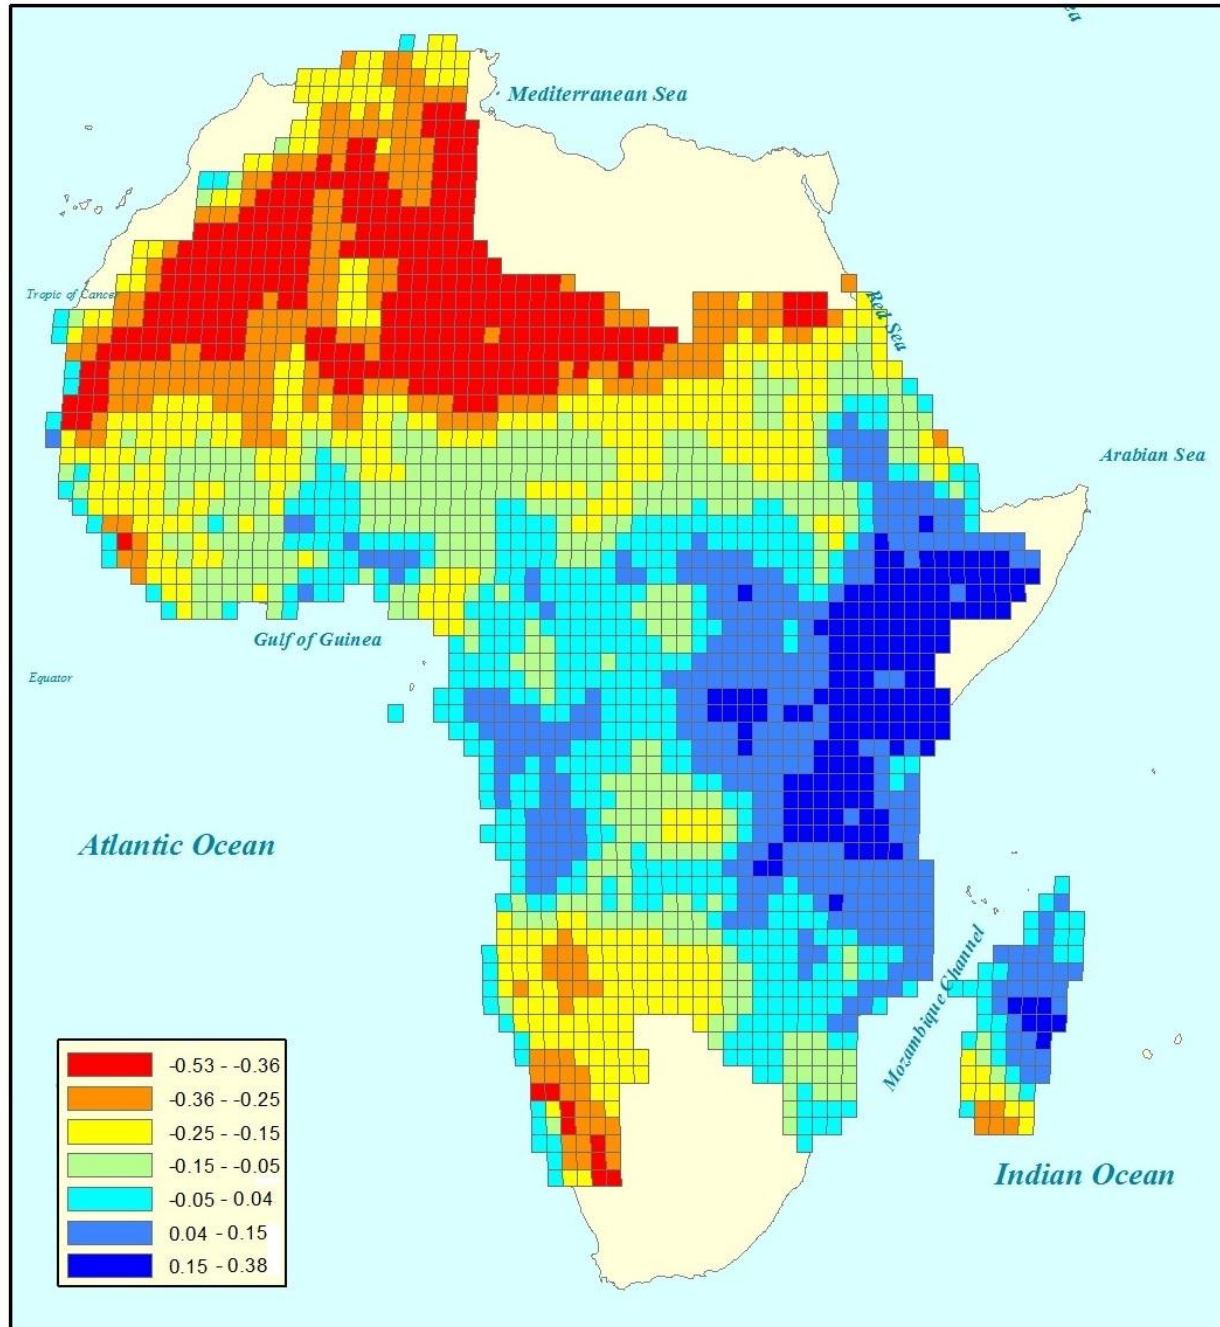 ea
Mediterranean Sea
Tropic of Cancer
Red Sea
Arabian Sea
Gulf of Guinea
Equator
Atlantic Ocean
Mozambique Channel
Indian Ocean
-0.53 - -0.36
-0.36 - -0.25
-0.25 - -0.15
-0.15 - -0.05
-0.05 - 0.04
0.04 - 0.15
0.15 - 0.38